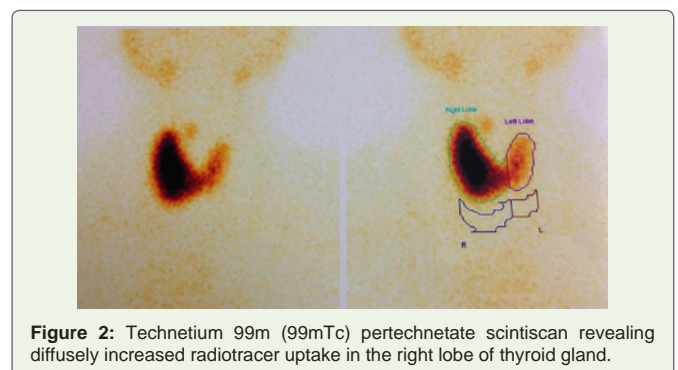 Right Lobe
Left Lobe
R
L
Figure 2: Technetium 99m (99mTc) pertechnetate scintiscan revealing
diffusely increased radiotracer uptake in the right lobe of thyroid gland.